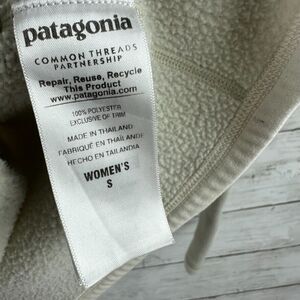 patagonia
COMMON THREADS
PARTNERSHIP
Repair, Reuse, Recycle
This Product
www.patagonia.com
100% POLYESTER
EXCLUSIVE OF TRIM
MADE IN THAILAND
FABRIQUÉ EN THAÏLANDE
HECHO EN TAILANDIA
WOMEN'S
S